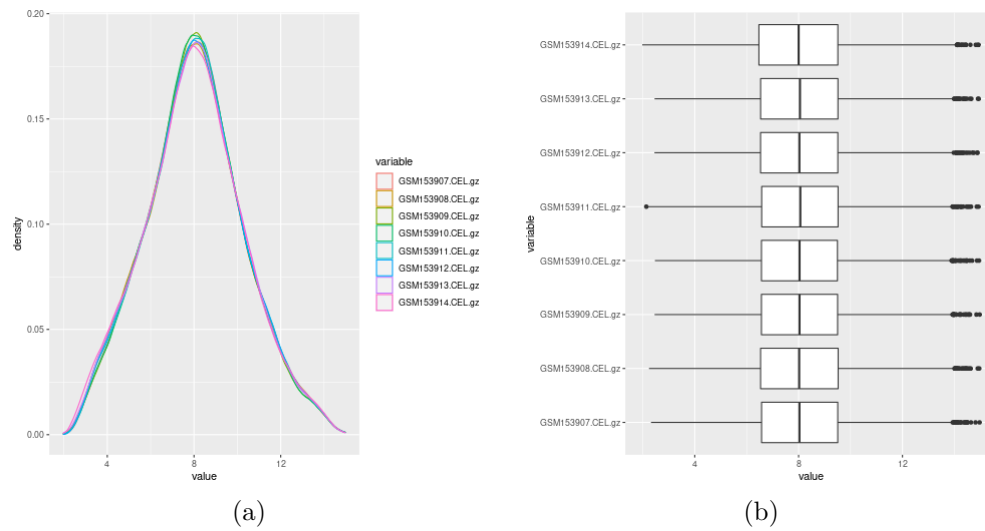 0.20
0.15
0.10
0.05
0.00
density
4 8 12
value
variable
GSM153907.CEL.gz
GSM153908.CEL.gz
GSM153909.CEL.gz
GSM153910.CEL.gz
GSM153911.CEL.gz
GSM153912.CEL.gz
GSM153913.CEL.gz
GSM153914.CEL.gz
(a)
GSM153914.CEL.gz
GSM153913.CEL.gz
GSM153912.CEL.gz
GSM153911.CEL.gz
GSM153910.CEL.gz
GSM153909.CEL.gz
GSM153908.CEL.gz
GSM153907.CEL.gz
variable
4 8 12
value
(b)